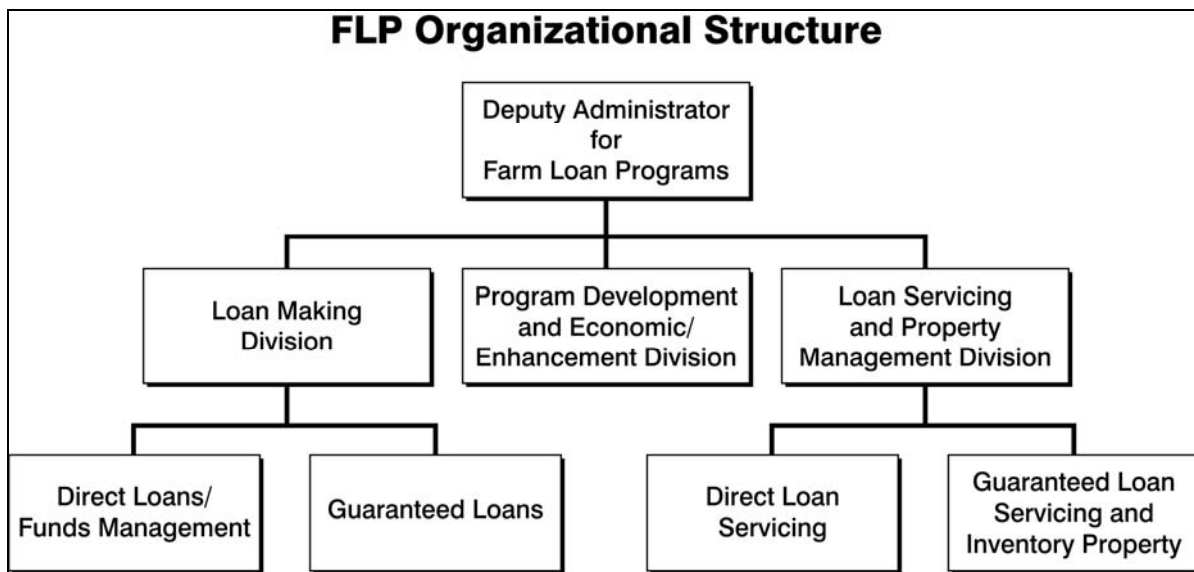 FLP Organizational Structure
Deputy Administrator
for
Farm Loan Programs
Loan Making
Division
Program Development
and Economic/
Enhancement Division
Loan Servicing
and Property
Management Division
Direct Loans/
Funds Management
Guaranteed Loans
Direct Loan
Servicing
Guaranteed Loan
Servicing and
Inventory Property